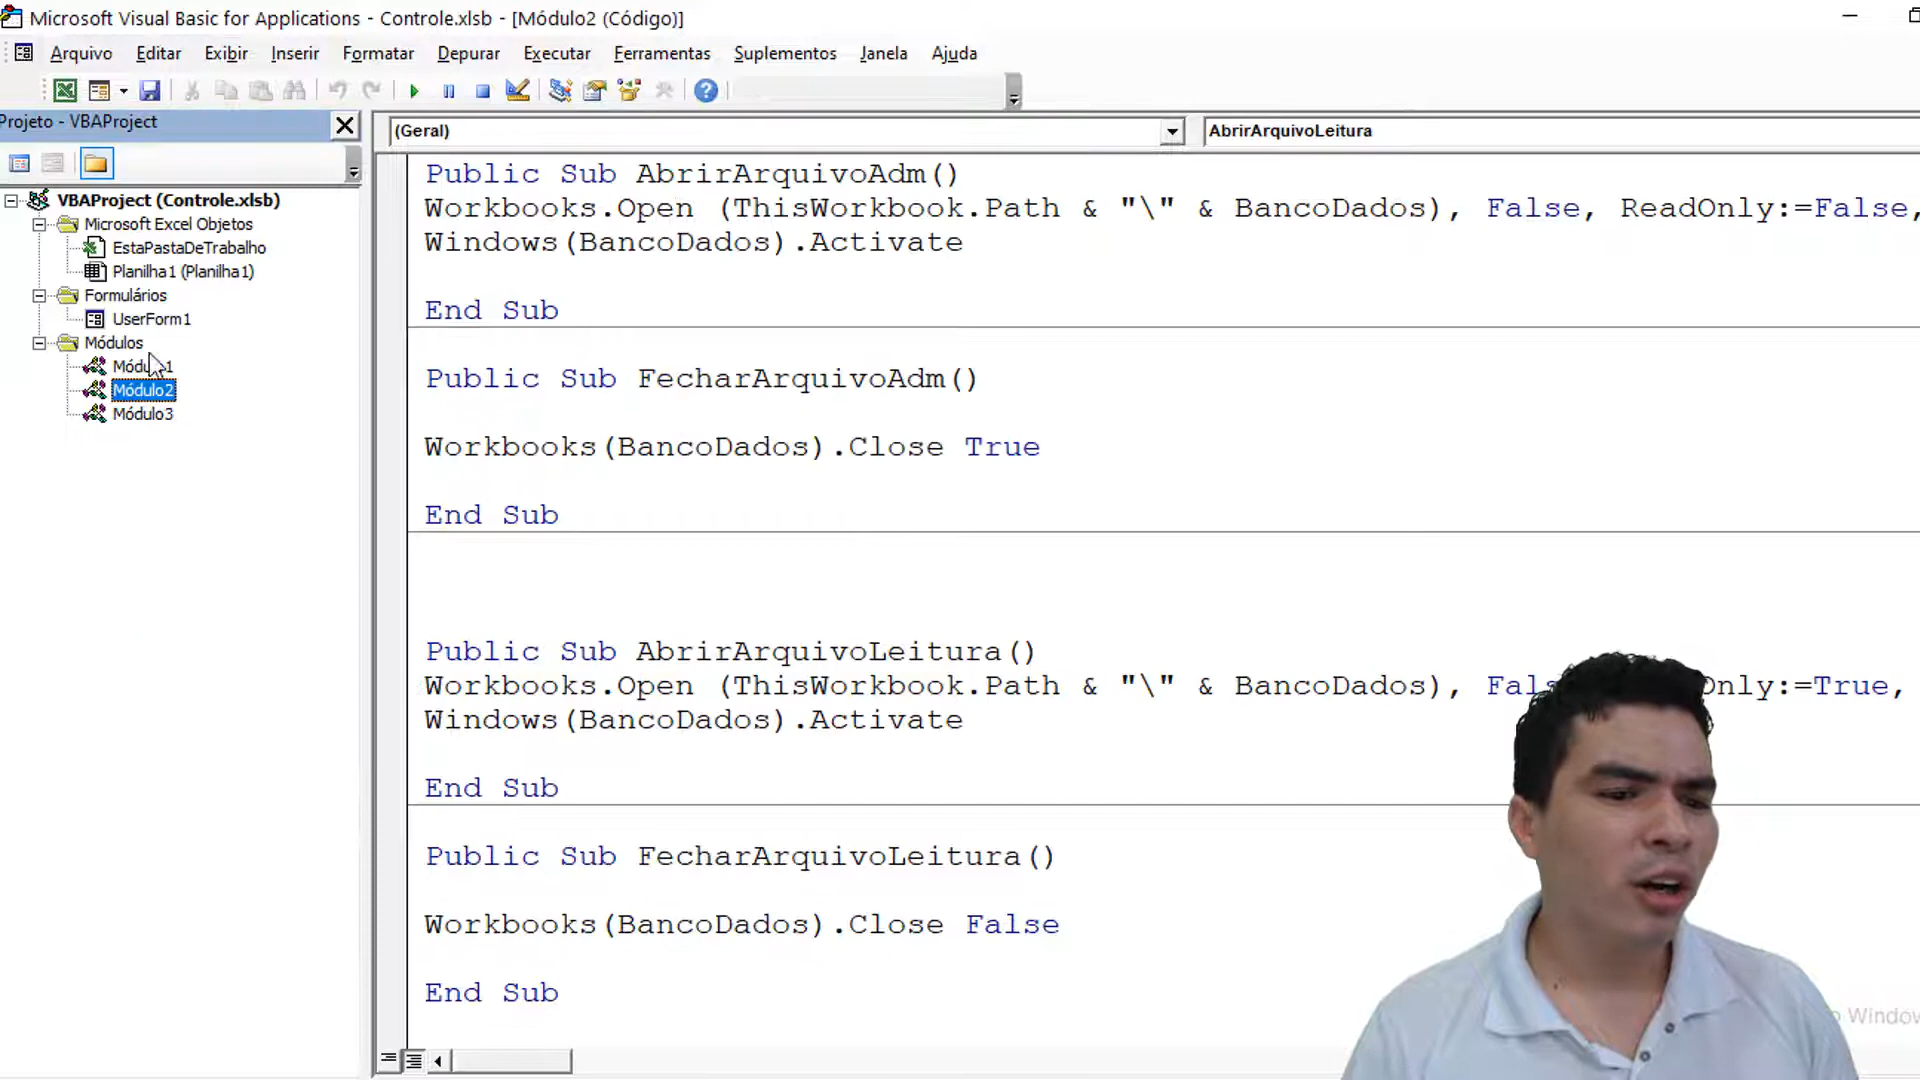 Microsoft Visual Basic for Applications - Controle.xlsb - [Módulo2 (Código)]
Arquivo Editar Exibir Inserir Formatar Depurar Executar Ferramentas Suplementos Janela Ajuda
Projeto - VBAProject
(Geral)
AbrirArquivoLeitura
VBAProject (Controle.xlsb)
Microsoft Excel Objetos
EstaPastaDeTrabalho
Planilha1 (Planilha1)
Formulários
UserForm1
Módulos
Módulo1
Módulo2
Módulo3
Public Sub AbrirArquivoAdm()
Workbooks.Open (ThisWorkbook.Path & "\" & BancoDados), False, ReadOnly:=False,
Windows(BancoDados).Activate
End Sub
Public Sub FecharArquivoAdm()
Workbooks(BancoDados).Close True
End Sub
Public Sub AbrirArquivoLeitura()
Workbooks.Open (ThisWorkbook.Path & "\" & BancoDados), :=True,
Windows(BancoDados).Activate
End Sub
Public Sub FecharArquivoLeitura()
Workbooks(BancoDados).Close False
End Sub